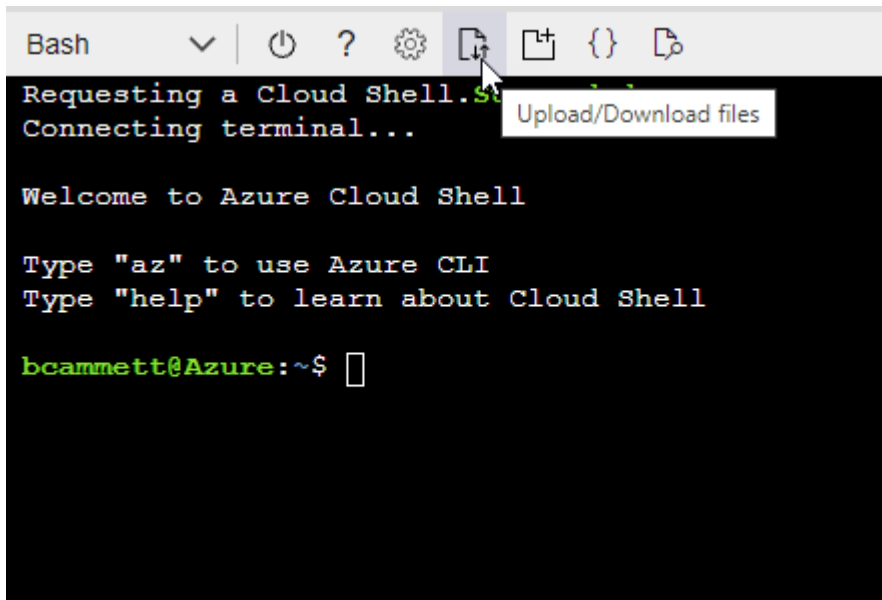 Bash
?
{}
Requesting a Cloud Shell.
Upload/Download files
Connecting terminal...
Welcome to Azure Cloud Shell
Type "az" to use Azure CLI
Type "help" to learn about Cloud Shell
bcammett@Azure:~$